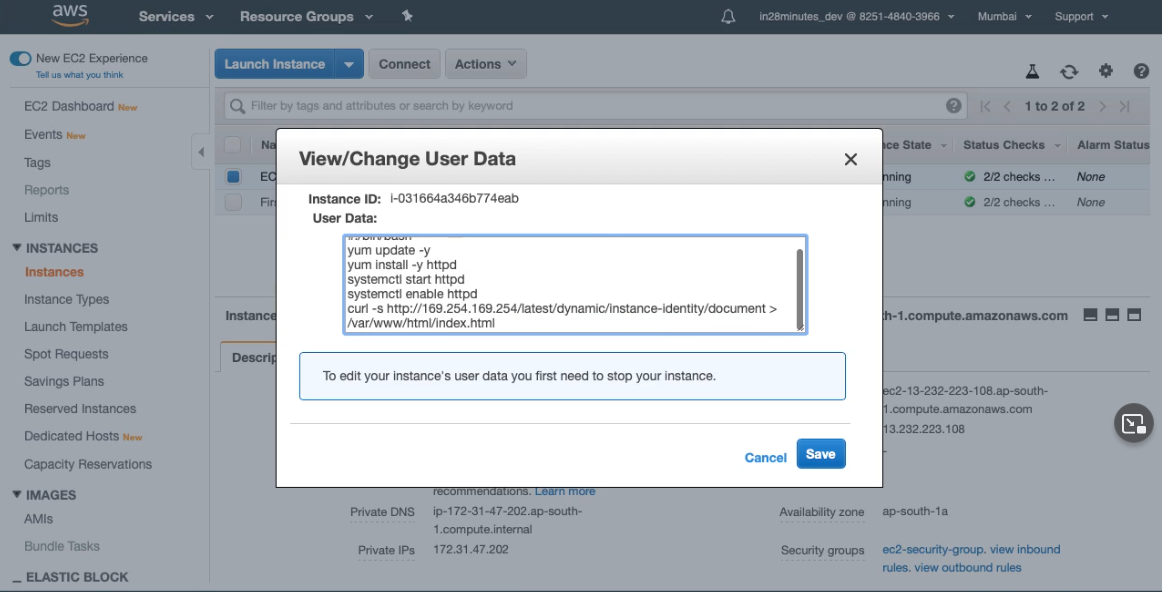 aws
Services
Resource Groups
in28minutes_dev @ 8251-4840-3966
Mumbai
Support
New EC2 Experience
Tell us what you think
EC2 Dashboard New
Events New
Tags
Reports
Limits
INSTANCES
Instances
Instance Types
Launch Templates
Spot Requests
Savings Plans
Reserved Instances
Dedicated Hosts New
Capacity Reservations
IMAGES
AMIs
Bundle Tasks
ELASTIC BLOCK
Launch Instance
Connect
Actions
Filter by tags and attributes or search by keyword
1 to 2 of 2
Na
ce State
Status Checks
Alarm Status
EC
nning
2/2 checks ...
None
Fir
nning
2/2 checks ...
None
View/Change User Data
Instance ID: i-031664a346b774eab
User Data:
yum update -y
yum install -y httpd
systemctl start httpd
systemctl enable httpd
curl -s http://169.254.169.254/latest/dynamic/instance-identity/document >
/var/www/html/index.html
To edit your instance's user data you first need to stop your instance.
Cancel
Save
Instance
th-1.compute.amazonaws.com
Descrip
ec2-13-232-223-108.ap-south-
1.compute.amazonaws.com
13.232.223.108
-
recommendations. Learn more
Private DNS
ip-172-31-47-202.ap-south-
1.compute.internal
Availability zone
ap-south-1a
Private IPs
172.31.47.202
Security groups
ec2-security-group. view inbound
rules. view outbound rules